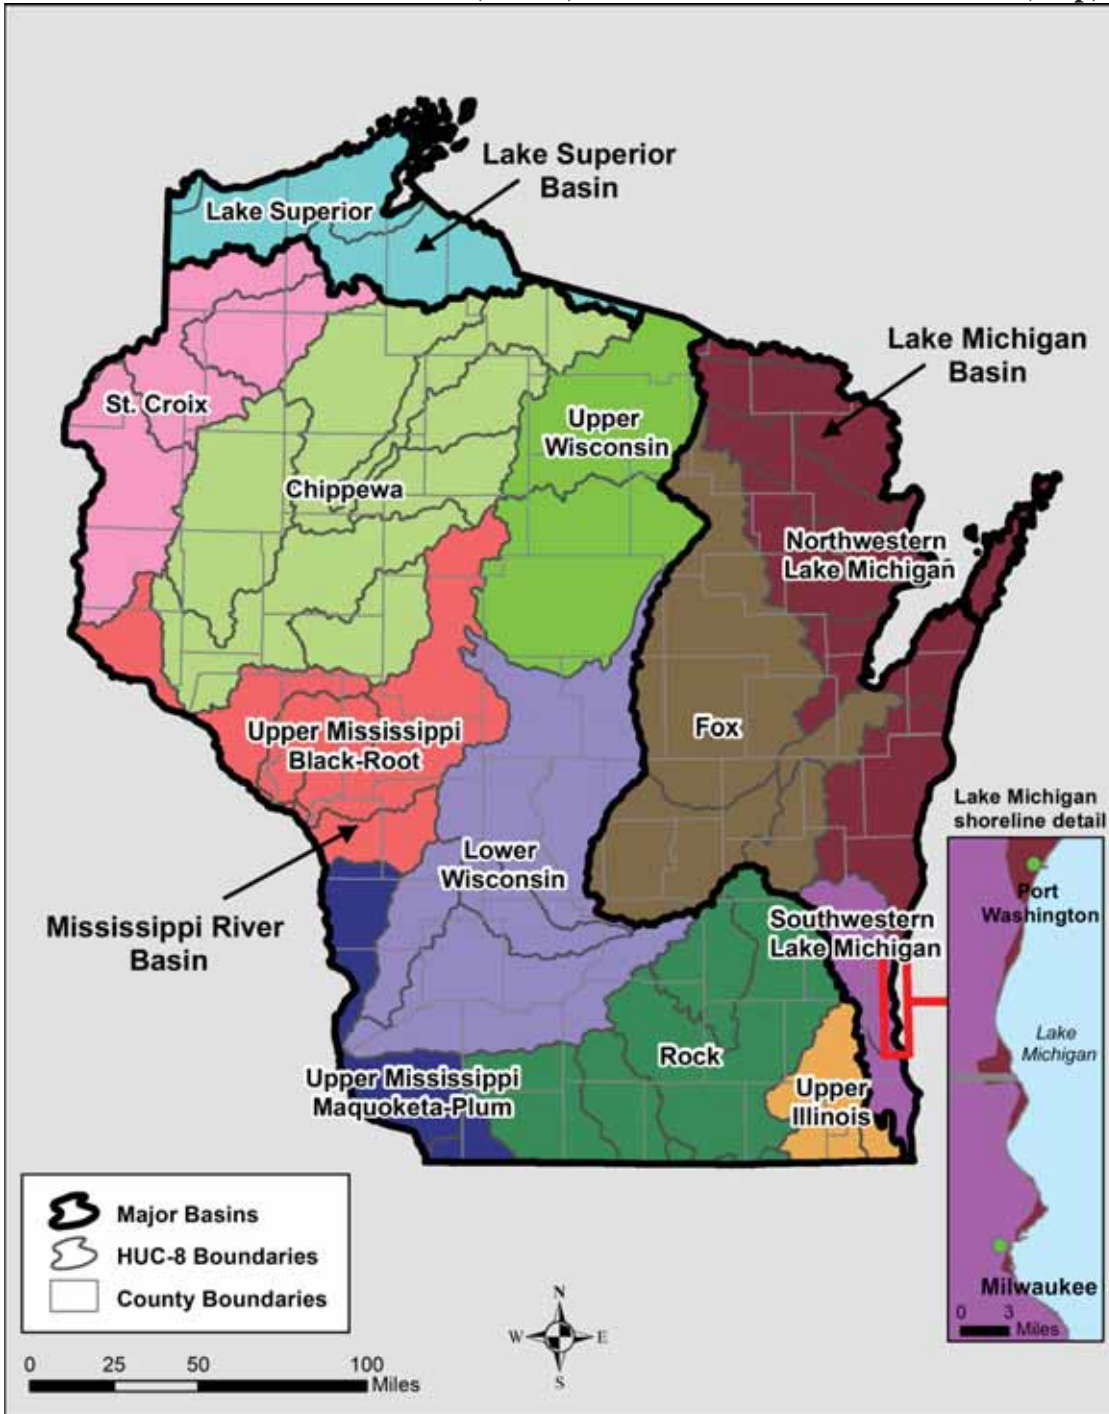 Lake Superior
Basin
Lake Superior
Lake Michigan
Basin
St. Croix
Upper
Wisconsin
Chippewa
Northwestern
Lake Michigan
Fox
Upper Mississippi
Black-Root
Lake Michigan
shoreline detail
Lower
Wisconsin
Port
Washington
Mississippi River
Basin
Southwestern
Lake Michigan
Lake
Michigan
Rock
Upper Mississippi
Maquoketa-Plum
Upper
Illinois
Major Basins
HUC-8 Boundaries
County Boundaries
Milwaukee
0 3
Miles
N
W E
S
0 25 50 100
Miles